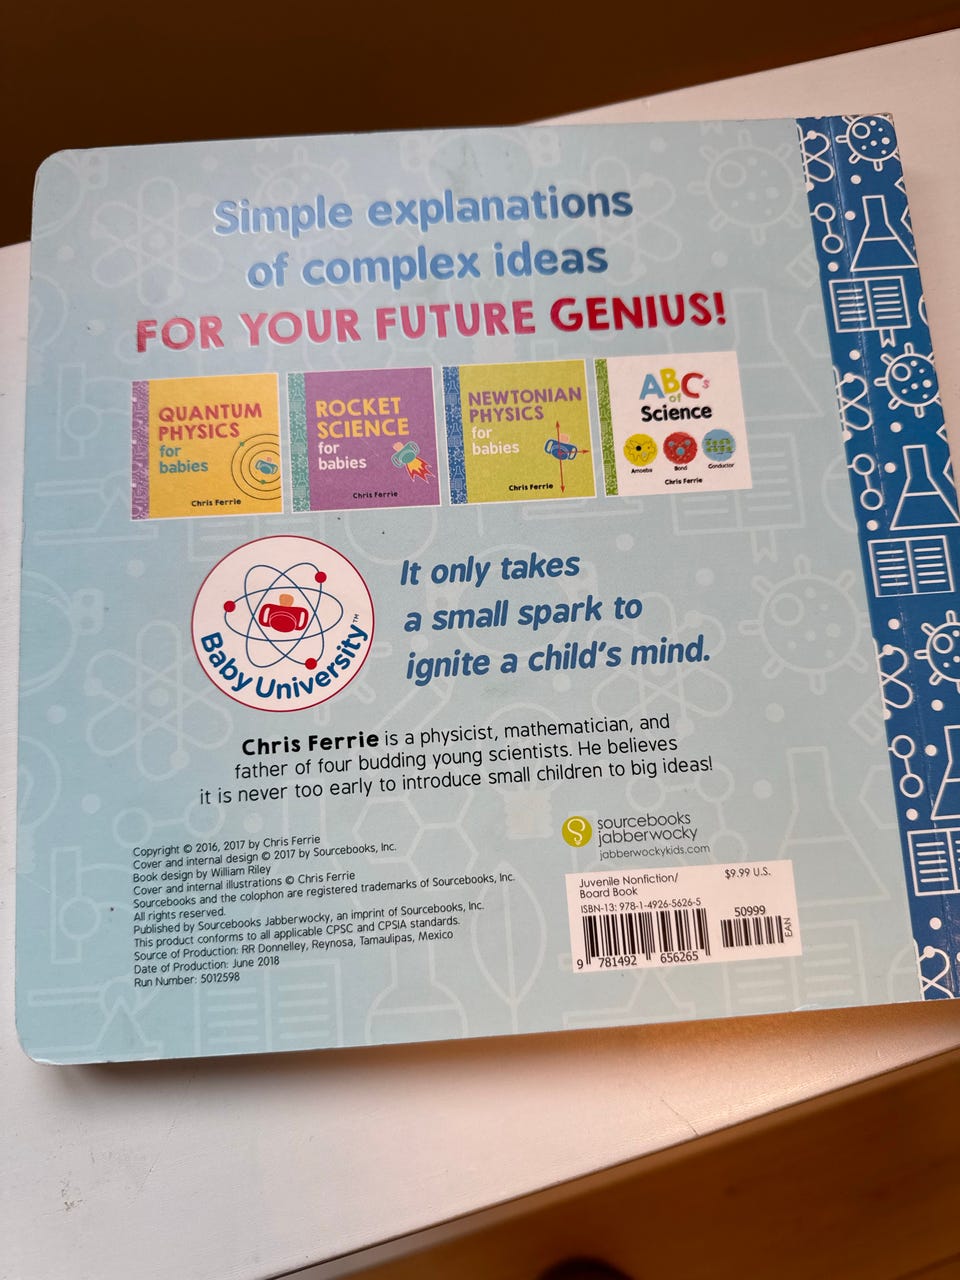 Simple explanations
of complex ideas
FOR YOUR FUTURE GENIUS!
QUANTUM
PHYSICS
for
babies
Chris Ferrie
ROCKET
SCIENCE
for
babies
Chris Ferrie
NEWTONIAN
PHYSICS
for
babies
Chris Ferrie
ABCs
of
Science
Amoeba
Bond
Conductor
Chris Ferrie
Baby University™
It only takes
a small spark to
ignite a child's mind.
Chris Ferrie is a physicist, mathematician, and
father of four budding young scientists. He believes
it is never too early to introduce small children to big ideas!
Copyright © 2016, 2017 by Chris Ferrie
Cover and internal design © 2017 by Sourcebooks, Inc.
Book design by William Riley
Cover and internal illustrations © Chris Ferrie
Sourcebooks and the colophon are registered trademarks of Sourcebooks, Inc.
All rights reserved.
Published by Sourcebooks Jabberwocky, an imprint of Sourcebooks, Inc.
This product conforms to all applicable CPSC and CPSIA standards.
Source of Production: RR Donnelley, Reynosa, Tamaulipas, Mexico
Date of Production: June 2018
Run Number: 5012598
sourcebooks
jabberwocky
jabberwockykids.com
Juvenile Nonfiction/
Board Book
$9.99 U.S.
ISBN-13: 978-1-4926-5626-5
50999
EAN
9 781492 656265